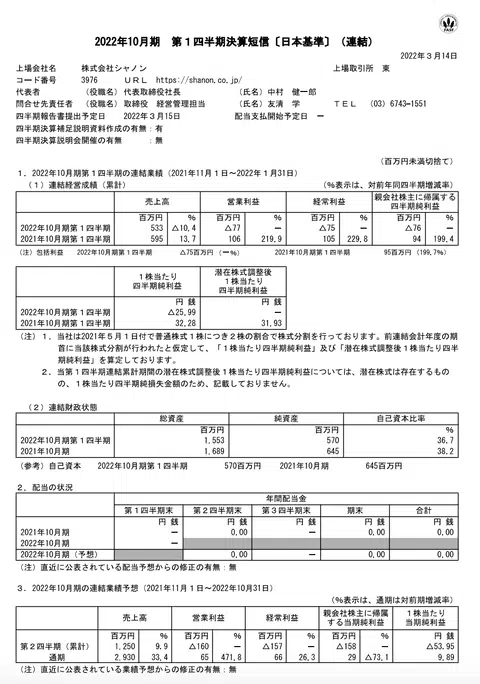 2022年10月期　第１四半期決算短信〔日本基準〕（連結）
2022年３月14日
上場会社名　株式会社シャノン　上場取引所　東
コード番号　3976　ＵＲＬ　https://shanon.co.jp/
代表者　（役職名）代表取締役社長　（氏名）中村　健一郎
問合せ先責任者　（役職名）取締役　経営管理担当　（氏名）友清　学　ＴＥＬ　(03) 6743-1551
四半期報告書提出予定日　2022年３月15日　配当支払開始予定日　－
四半期決算補足説明資料作成の有無：有
四半期決算説明会開催の有無　：無
（百万円未満切捨て）
１．2022年10月期第１四半期の連結業績（2021年11月１日～2022年１月31日）
（１）連結経営成績（累計）　（％表示は、対前年同四半期増減率）
売上高　営業利益　経常利益　親会社株主に帰属する四半期純利益
百万円　％　百万円　％　百万円　％　百万円　％
2022年10月期第１四半期　533　△10.4　△77　－　△75　－　△76　－
2021年10月期第１四半期　595　13.7　106　219.9　105　229.8　94　199.4
（注）包括利益　2022年10月期第１四半期　△75百万円（－％）　2021年10月期第１四半期　95百万円（199.7％）
１株当たり四半期純利益　潜在株式調整後１株当たり四半期純利益
円　銭　円　銭
2022年10月期第１四半期　△25.99　－
2021年10月期第１四半期　32.28　31.93
（注）１．当社は2021年５月１日付で普通株式１株につき２株の割合で株式分割を行っております。前連結会計年度の期
首に当該株式分割が行われたと仮定して、「１株当たり四半期純利益」及び「潜在株式調整後１株当たり四半
期純利益」を算定しております。
２．当第１四半期連結累計期間の潜在株式調整後１株当たり四半期純利益については、潜在株式は存在するもの
の、１株当たり四半期純損失金額のため、記載しておりません。
（２）連結財政状態
総資産　純資産　自己資本比率
百万円　百万円　％
2022年10月期第１四半期　1,553　570　36.7
2021年10月期　1,689　645　38.2
（参考）自己資本　2022年10月期第１四半期　570百万円　2021年10月期　645百万円
２．配当の状況
年間配当金
第１四半期末　第２四半期末　第３四半期末　期末　合計
円　銭　円　銭　円　銭　円　銭　円　銭
2021年10月期　－　0.00　－　0.00　0.00
2022年10月期　－
2022年10月期（予想）　0.00　－　0.00　0.00
（注）直近に公表されている配当予想からの修正の有無：無
３．2022年10月期の連結業績予想（2021年11月１日～2022年10月31日）
（％表示は、通期は対前期増減率）
売上高　営業利益　経常利益　親会社株主に帰属する当期純利益　１株当たり当期純利益
百万円　％　百万円　％　百万円　％　百万円　％　円　銭
第２四半期（累計）　1,250　9.9　△160　－　△157　－　△158　－　△53.95
通期　2,930　33.4　65　471.8　66　26.3　29　△73.1　9.89
（注）直近に公表されている業績予想からの修正の有無：無